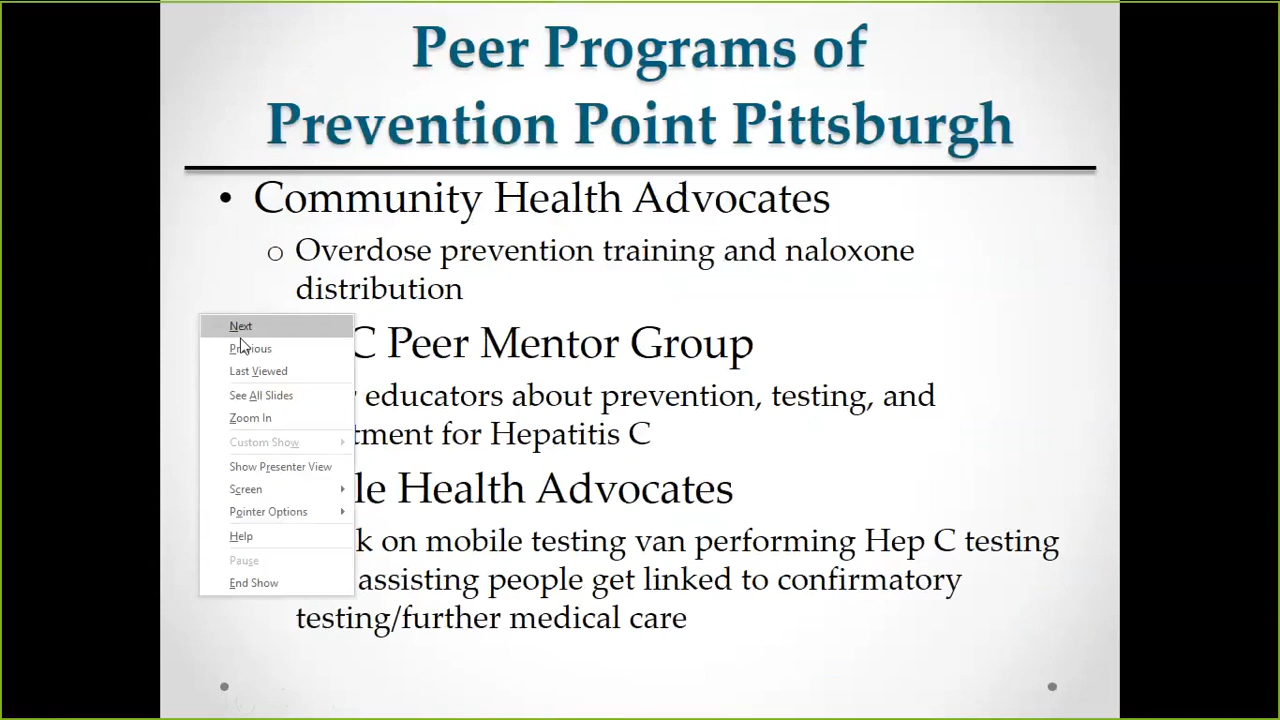 Peer Programs of
Prevention Point Pittsburgh
• Community Health Advocates
o Overdose prevention training and naloxone
distribution
C Peer Mentor Group
educators about prevention, testing, and
tment for Hepatitis C
le Health Advocates
k on mobile testing van performing Hep C testing
assisting people get linked to confirmatory
testing/further medical care
Next
Previous
Last Viewed
See All Slides
Zoom In
Custom Show
Show Presenter View
Screen
Pointer Options
Help
Pause
End Show